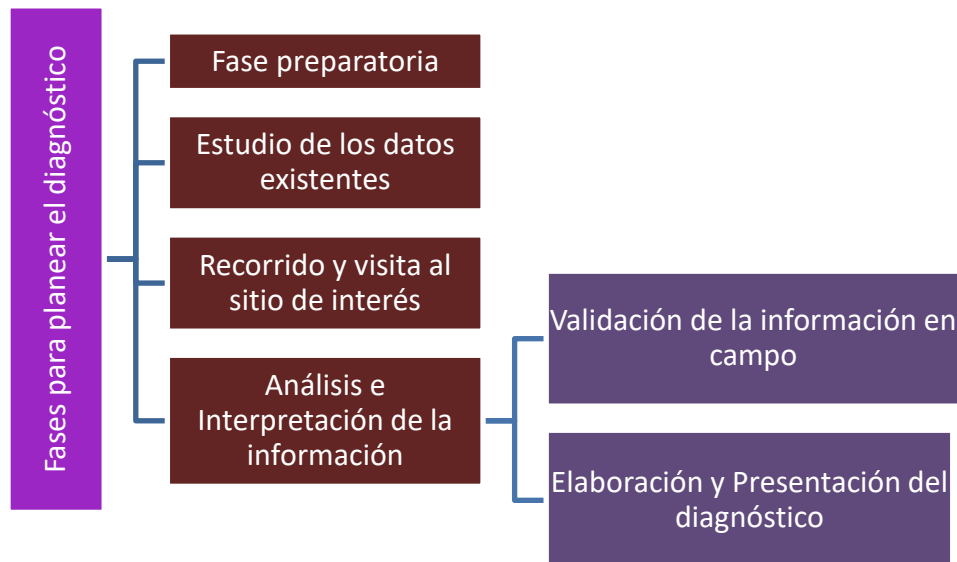 Fases para planear el diagnóstico
Fase preparatoria
Estudio de los datos
existentes
Recorrido y visita al
sitio de interés
Análisis e
Interpretación de la
información
Validación de la información en
campo
Elaboración y Presentación del
diagnóstico